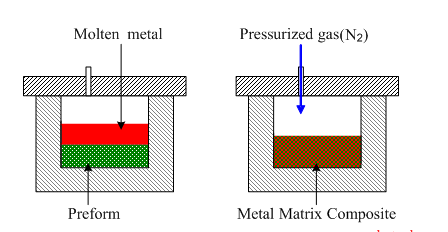 Molten metal
Pressurized gas(N₂)
Preform
Metal Matrix Composite